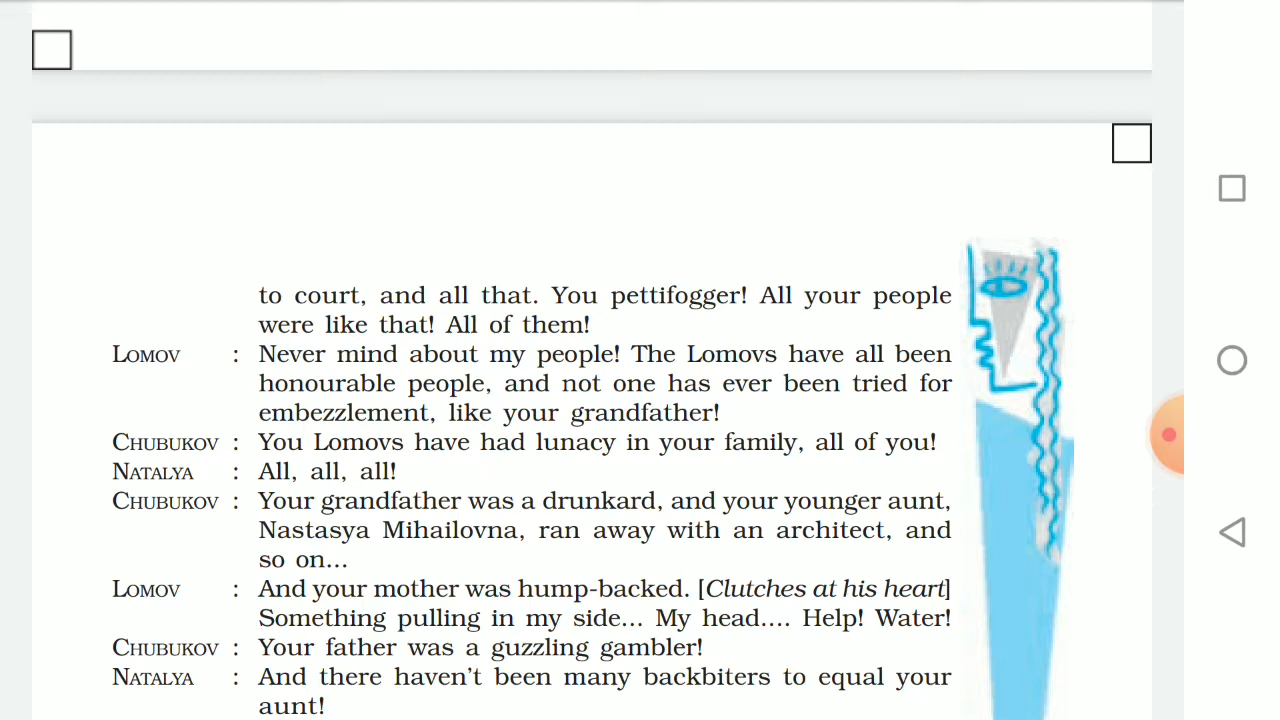 to court, and all that. You pettifogger! All your people
were like that! All of them!
LOMOV : Never mind about my people! The Lomovs have all been
honourable people, and not one has ever been tried for
embezzlement, like your grandfather!
CHUBUKOV : You Lomovs have had lunacy in your family, all of you!
NATALYA : All, all, all!
CHUBUKOV : Your grandfather was a drunkard, and your younger aunt,
Nastasya Mihailovna, ran away with an architect, and
so on...
LOMOV : And your mother was hump-backed. [Clutches at his heart]
Something pulling in my side... My head.... Help! Water!
CHUBUKOV : Your father was a guzzling gambler!
NATALYA : And there haven't been many backbiters to equal your
aunt!